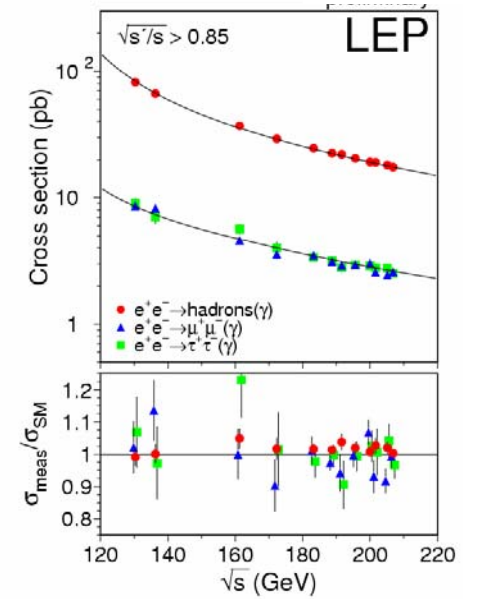 preliminary
√s´/s > 0.85
LEP
Cross section (pb)
10²
10
1
e⁺e⁻→hadrons(γ)
e⁺e⁻→μ⁺μ⁻(γ)
e⁺e⁻→τ⁺τ⁻(γ)
σmeas/σSM
1.2
1.1
1
0.9
0.8
120 140 160 180 200 220
√s (GeV)